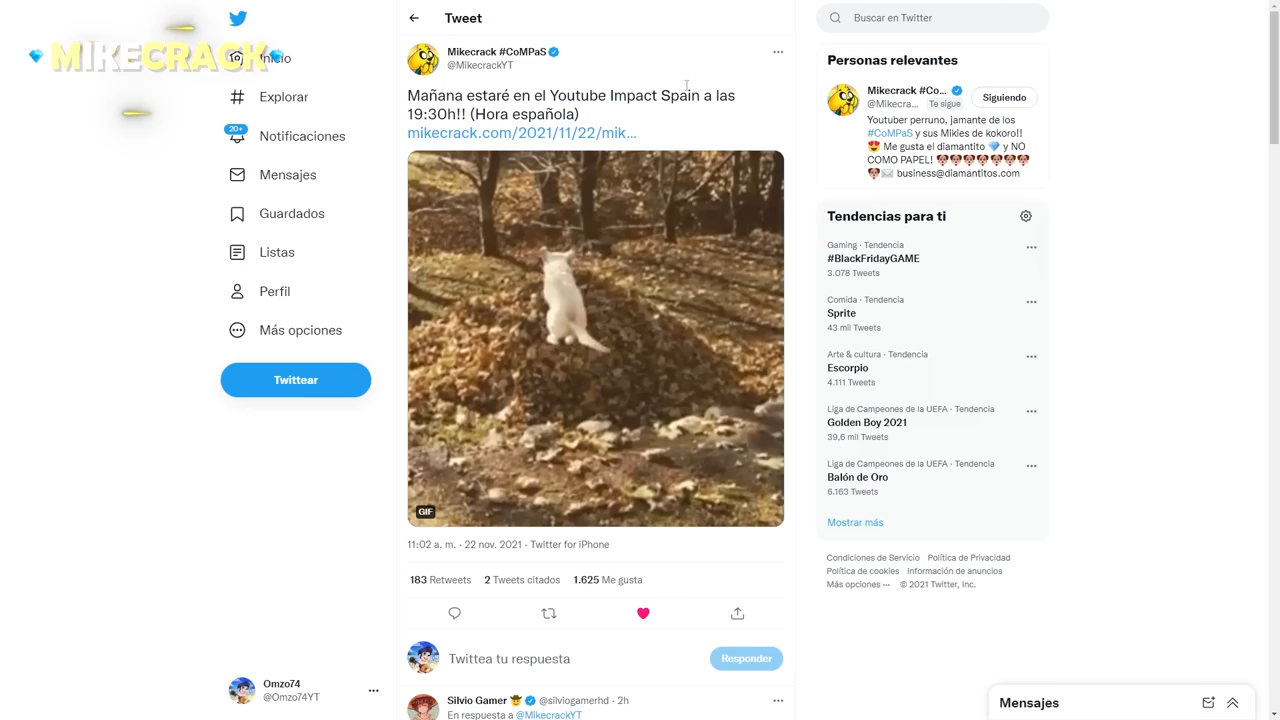 MIKECRACK
Inicio
Explorar
20+
Notificaciones
Mensajes
Guardados
Listas
Perfil
Más opciones
Twittear
Omzo74
@Omzo74YT
Tweet
Mikecrack #CoMPaS
@MikecrackYT
Mañana estaré en el Youtube Impact Spain a las
19:30h!! (Hora española)
mikecrack.com/2021/11/22/mik…
GIF
11:02 a. m. · 22 nov. 2021 · Twitter for iPhone
183 Retweets 2 Tweets citados 1.625 Me gusta
Twittea tu respuesta
Responder
Silvio Gamer @silviogamerhd · 2h
En respuesta a @MikecrackYT
Buscar en Twitter
Personas relevantes
Mikecrack #Co...
@Mikecra... Te sigue
Siguiendo
Youtuber perruno, jamante de los
#CoMPaS y sus Mikies de kokoro!!
Me gusta el diamantito y NO
COMO PAPEL!
business@diamantitos.com
Tendencias para ti
Gaming · Tendencia
#BlackFridayGAME
3.078 Tweets
Comida · Tendencia
Sprite
43 mil Tweets
Arte & cultura · Tendencia
Escorpio
4.111 Tweets
Liga de Campeones de la UEFA · Tendencia
Golden Boy 2021
39,6 mil Tweets
Liga de Campeones de la UEFA · Tendencia
Balón de Oro
6.163 Tweets
Mostrar más
Condiciones de Servicio Política de Privacidad
Política de cookies Información de anuncios
Más opciones ··· © 2021 Twitter, Inc.
Mensajes